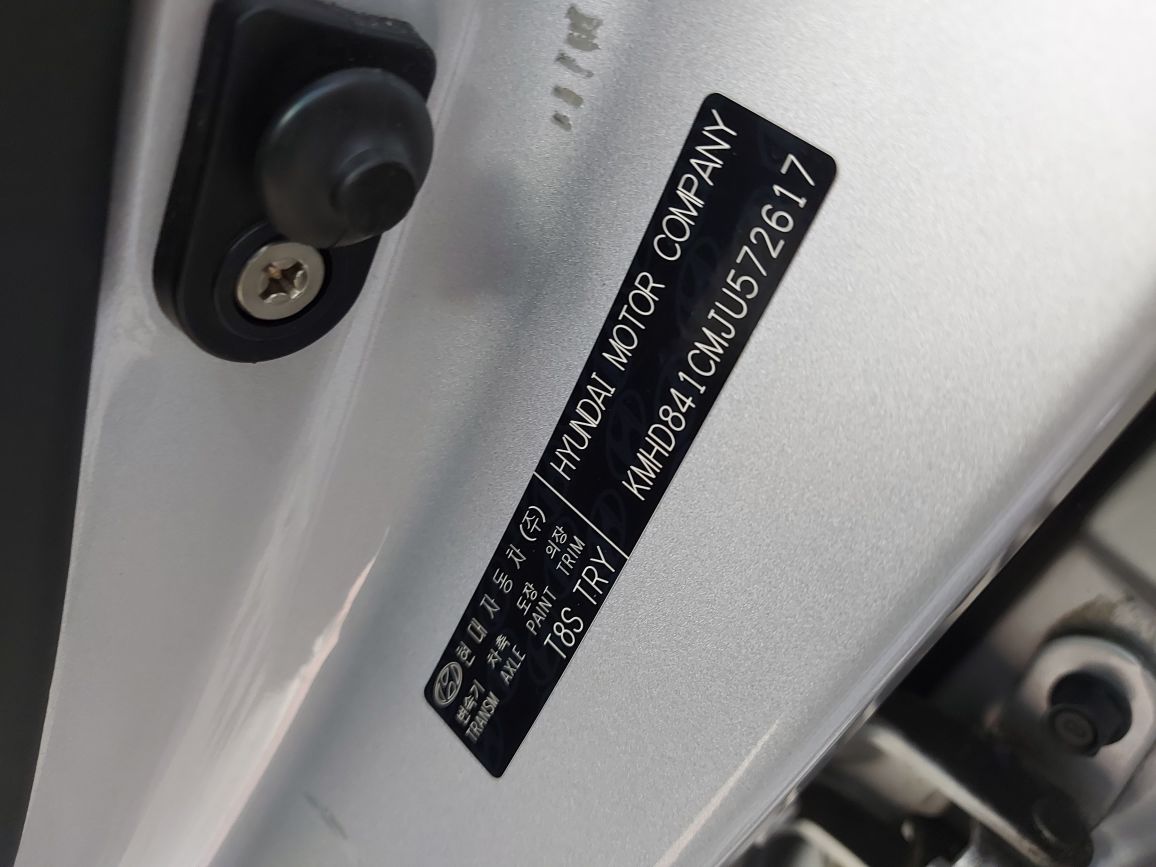 현대자동차(주)
HYUNDAI MOTOR COMPANY
변속기 차축 도장 의장
TRANSM AXLE PAINT TRIM
KMHD841CMJU572617
T8S TRY